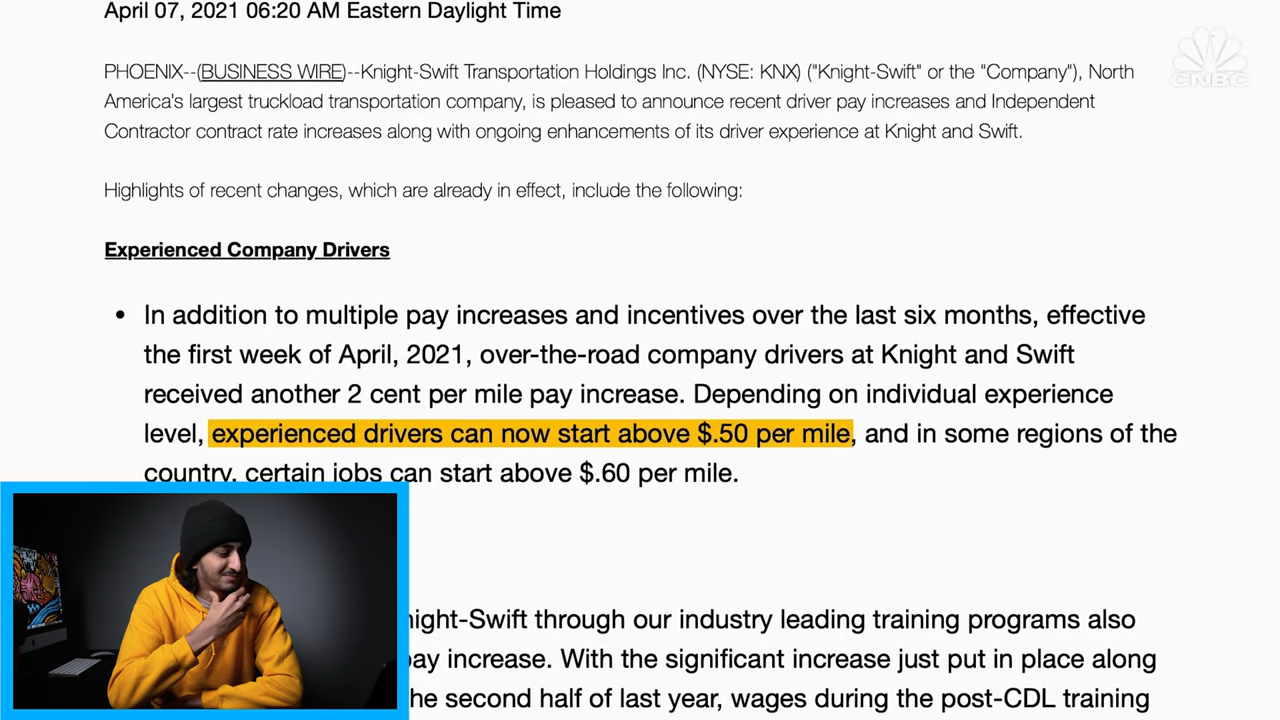 April 07, 2021 06:20 AM Eastern Daylight Time
CNBC
PHOENIX--(BUSINESS WIRE)--Knight-Swift Transportation Holdings Inc. (NYSE: KNX) ("Knight-Swift" or the "Company"), North
America's largest truckload transportation company, is pleased to announce recent driver pay increases and Independent
Contractor contract rate increases along with ongoing enhancements of its driver experience at Knight and Swift.
Highlights of recent changes, which are already in effect, include the following:
Experienced Company Drivers
• In addition to multiple pay increases and incentives over the last six months, effective
the first week of April, 2021, over-the-road company drivers at Knight and Swift
received another 2 cent per mile pay increase. Depending on individual experience
level, experienced drivers can now start above $.50 per mile, and in some regions of the
country, certain jobs can start above $.60 per mile.
night-Swift through our industry leading training programs also
ay increase. With the significant increase just put in place along
he second half of last year, wages during the post-CDL training